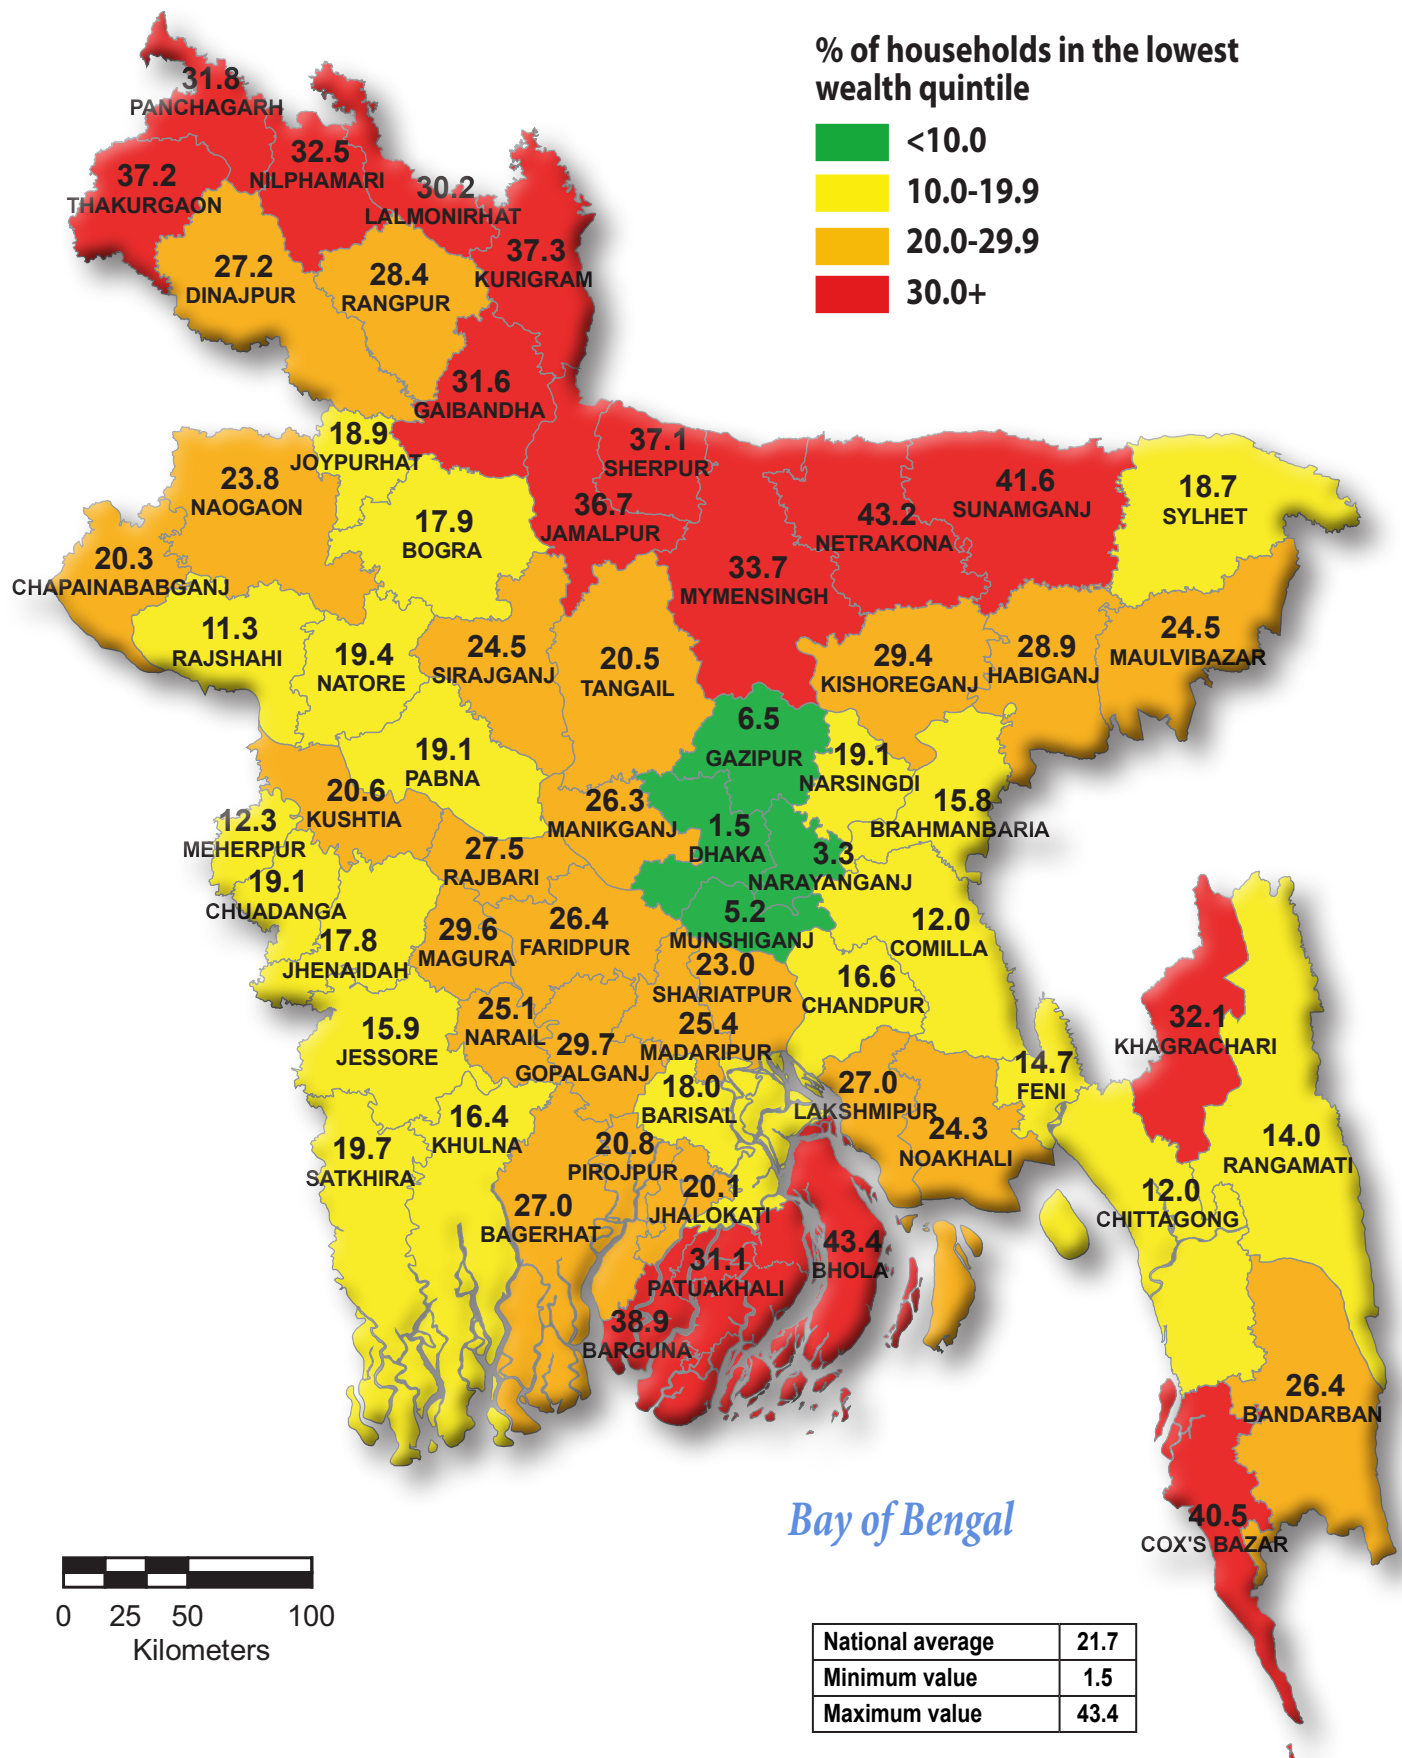 % of households in the lowest
wealth quintile
<10.0
10.0-19.9
20.0-29.9
30.0+
31.8
PANCHAGARH
37.2
THAKURGAON
32.5
NILPHAMARI
30.2
LALMONIRHAT
37.3
KURIGRAM
27.2
DINAJPUR
28.4
RANGPUR
31.6
GAIBANDHA
18.9
JOYPURHAT
37.1
SHERPUR
23.8
NAOGAON
17.9
BOGRA
36.7
JAMALPUR
43.2
NETRAKONA
41.6
SUNAMGANJ
18.7
SYLHET
20.3
CHAPAINABABGANJ
33.7
MYMENSINGH
11.3
RAJSHAHI
19.4
NATORE
24.5
SIRAJGANJ
20.5
TANGAIL
29.4
KISHOREGANJ
28.9
HABIGANJ
24.5
MAULVIBAZAR
6.5
GAZIPUR
19.1
PABNA
19.1
NARSINGDI
20.6
KUSHTIA
26.3
MANIKGANJ
15.8
BRAHMANBARIA
12.3
MEHERPUR
27.5
RAJBARI
1.5
DHAKA
3.3
NARAYANGANJ
19.1
CHUADANGA
17.8
JHENAIDAH
29.6
MAGURA
26.4
FARIDPUR
5.2
MUNSHIGANJ
12.0
COMILLA
23.0
SHARIATPUR
16.6
CHANDPUR
15.9
JESSORE
25.1
NARAIL
29.7
GOPALGANJ
25.4
MADARIPUR
32.1
KHAGRACHARI
18.0
BARISAL
27.0
LAKSHMIPUR
14.7
FENI
16.4
KHULNA
24.3
NOAKHALI
19.7
SATKHIRA
20.8
PIROJPUR
14.0
RANGAMATI
27.0
BAGERHAT
20.1
JHALOKATI
12.0
CHITTAGONG
31.1
PATUAKHALI
43.4
BHOLA
38.9
BARGUNA
26.4
BANDARBAN
40.5
COX'S BAZAR
Bay of Bengal
0 25 50 100
Kilometers
National average 21.7
Minimum value 1.5
Maximum value 43.4